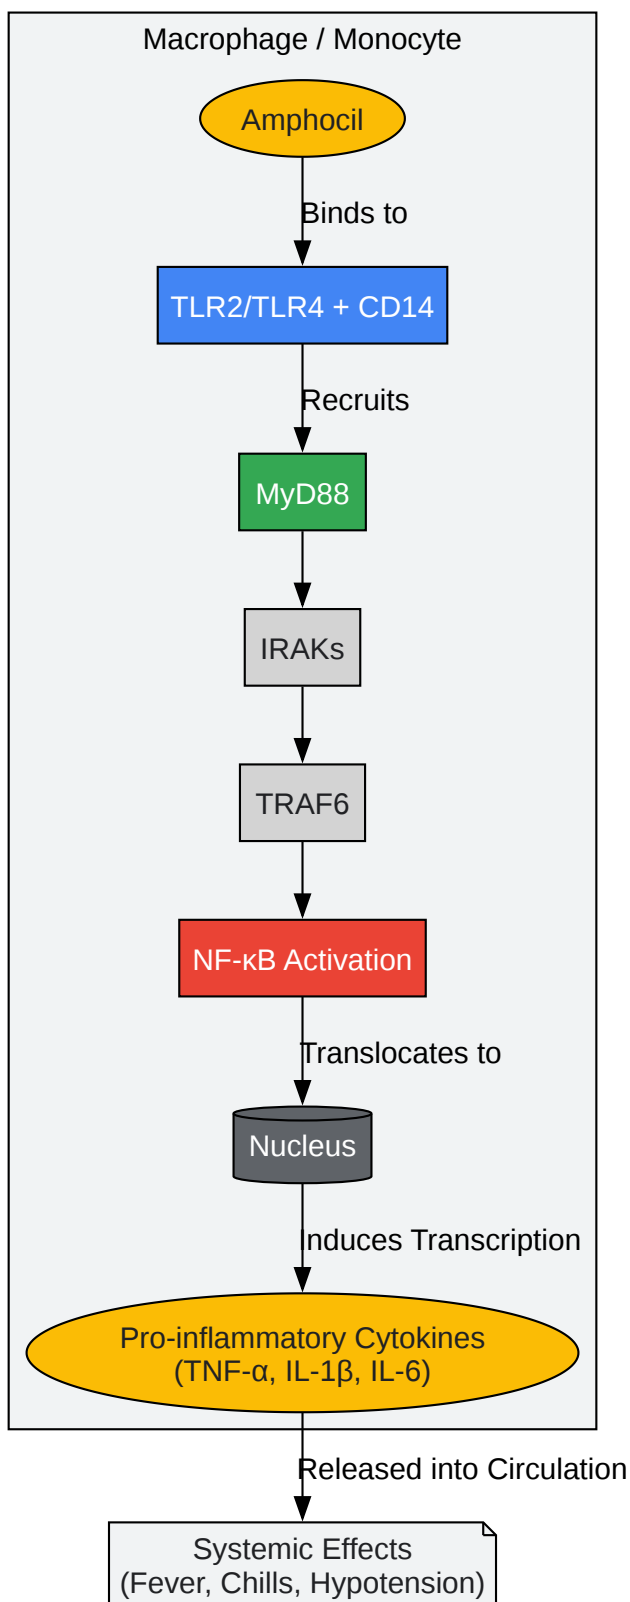 Macrophage / Monocyte
Amphocil
Binds to
TLR2/TLR4 + CD14
Recruits
MyD88
IRAKs
TRAF6
NF-κB Activation
Translocates to
Nucleus
Induces Transcription
Pro-inflammatory Cytokines
(TNF-α, IL-1β, IL-6)
Released into Circulation
Systemic Effects
(Fever, Chills, Hypotension)